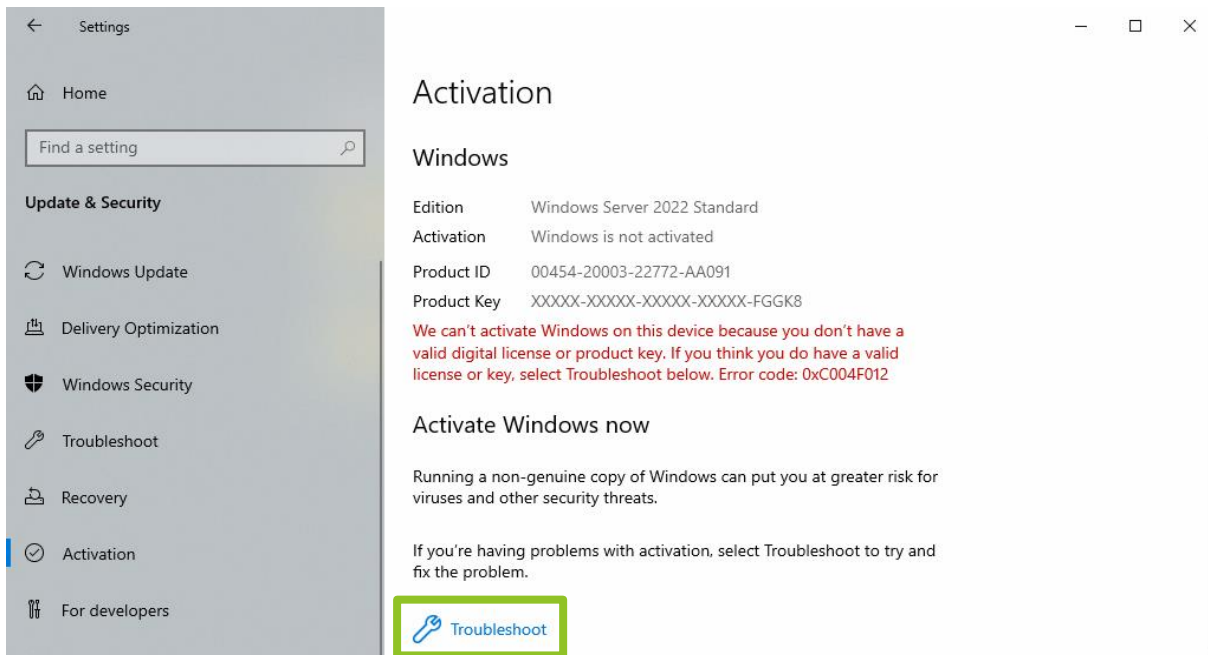 Settings
Home
Find a setting
Update & Security
Windows Update
Delivery Optimization
Windows Security
Troubleshoot
Recovery
Activation
For developers
Activation
Windows
Edition Windows Server 2022 Standard
Activation Windows is not activated
Product ID 00454-20003-22772-AA091
Product Key XXXXX-XXXXX-XXXXX-XXXXX-FGGK8
We can't activate Windows on this device because you don't have a
valid digital license or product key. If you think you do have a valid
license or key, select Troubleshoot below. Error code: 0xC004F012
Activate Windows now
Running a non-genuine copy of Windows can put you at greater risk for
viruses and other security threats.
If you're having problems with activation, select Troubleshoot to try and
fix the problem.
Troubleshoot